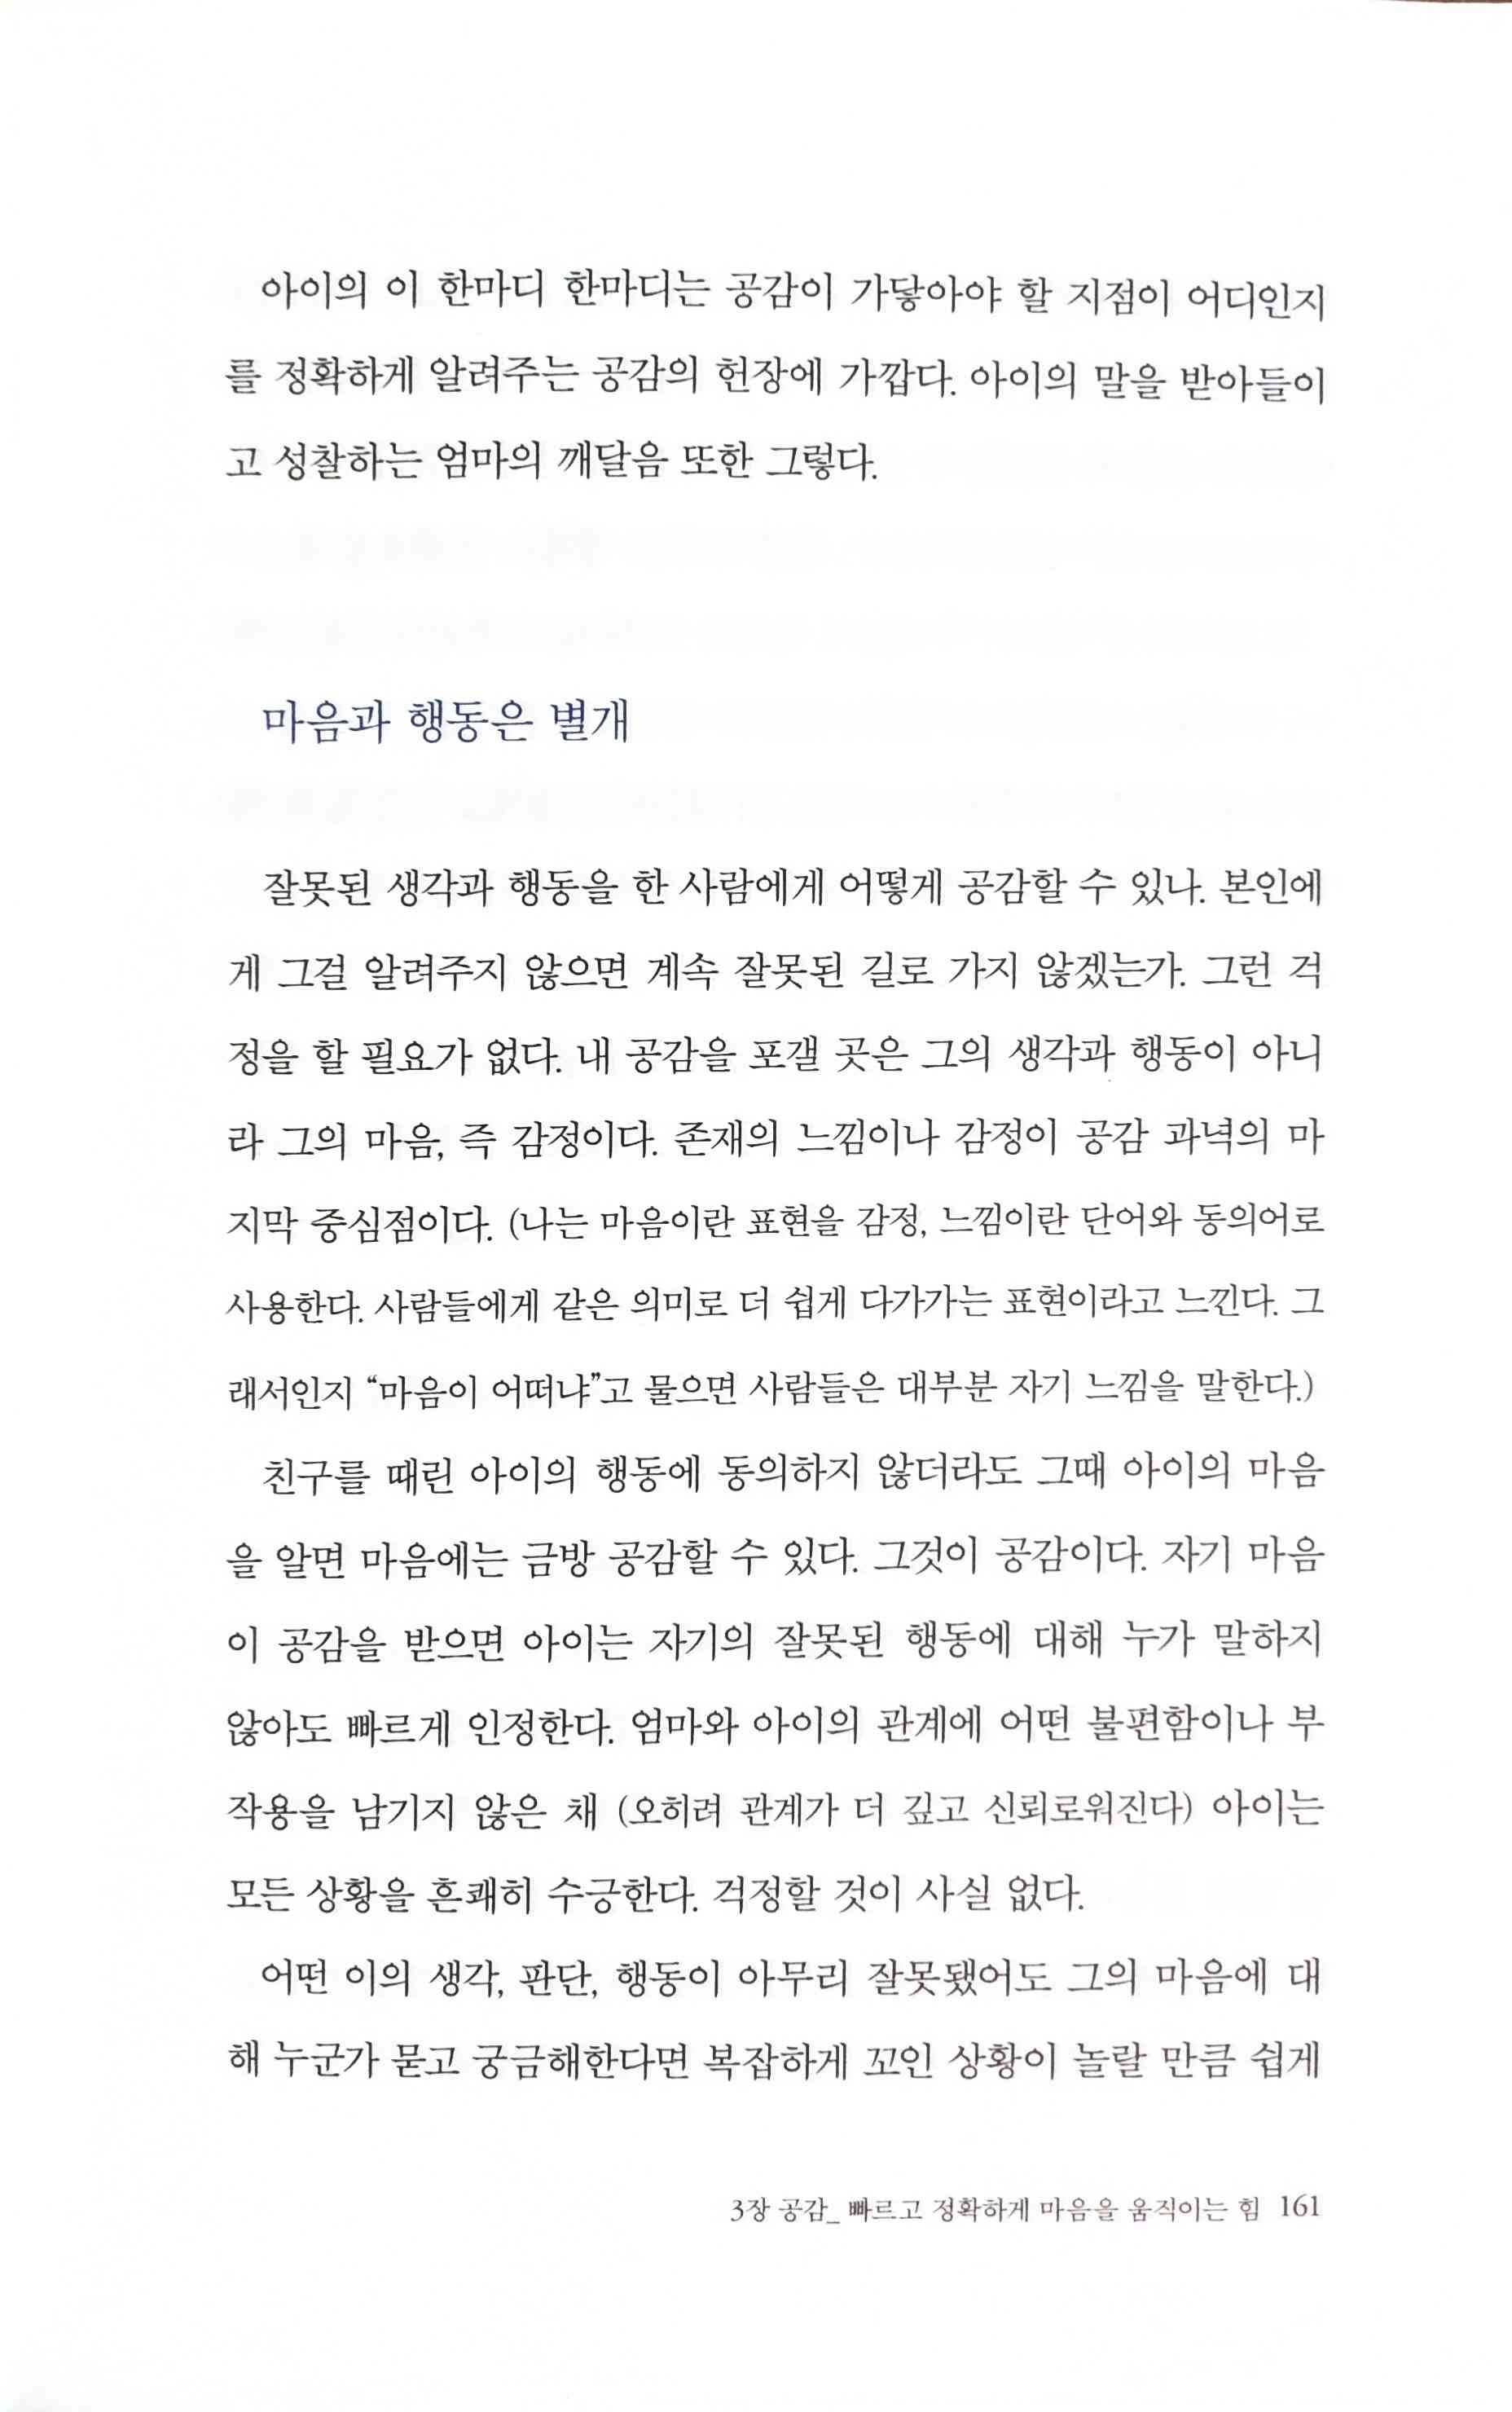 아이의 이 한마디 한마디는 공감이 가닿아야 할 지점이 어디인지
를 정확하게 알려주는 공감의 헌장에 가깝다. 아이의 말을 받아들이
고 성찰하는 엄마의 깨달음 또한 그렇다.
마음과 행동은 별개
잘못된 생각과 행동을 한 사람에게 어떻게 공감할 수 있나. 본인에
게 그걸 알려주지 않으면 계속 잘못된 길로 가지 않겠는가. 그런 걱
정을 할 필요가 없다. 내 공감을 포갤 곳은 그의 생각과 행동이 아니
라 그의 마음, 즉 감정이다. 존재의 느낌이나 감정이 공감 과녁의 마
지막 중심점이다. (나는 마음이란 표현을 감정, 느낌이란 단어와 동의어로
사용한다. 사람들에게 같은 의미로 더 쉽게 다가가는 표현이라고 느낀다. 그
래서인지 “마음이 어떠냐”고 물으면 사람들은 대부분 자기 느낌을 말한다.)
친구를 때린 아이의 행동에 동의하지 않더라도 그때 아이의 마음
을 알면 마음에는 금방 공감할 수 있다. 그것이 공감이다. 자기 마음
이 공감을 받으면 아이는 자기의 잘못된 행동에 대해 누가 말하지
않아도 빠르게 인정한다. 엄마와 아이의 관계에 어떤 불편함이나 부
작용을 남기지 않은 채 (오히려 관계가 더 깊고 신뢰로워진다) 아이는
모든 상황을 흔쾌히 수긍한다. 걱정할 것이 사실 없다.
어떤 이의 생각, 판단, 행동이 아무리 잘못됐어도 그의 마음에 대
해 누군가 묻고 궁금해한다면 복잡하게 꼬인 상황이 놀랄 만큼 쉽게
3장 공감_ 빠르고 정확하게 마음을 움직이는 힘 161